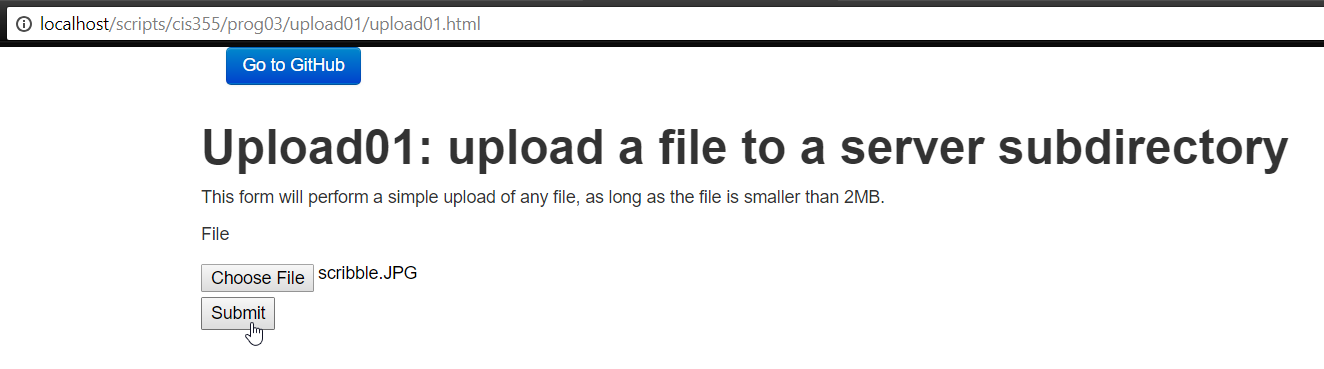 localhost/scripts/cis355/prog03/upload01/upload01.html
Go to GitHub
Upload01: upload a file to a server subdirectory
This form will perform a simple upload of any file, as long as the file is smaller than 2MB.
File
Choose File scribble.JPG
Submit